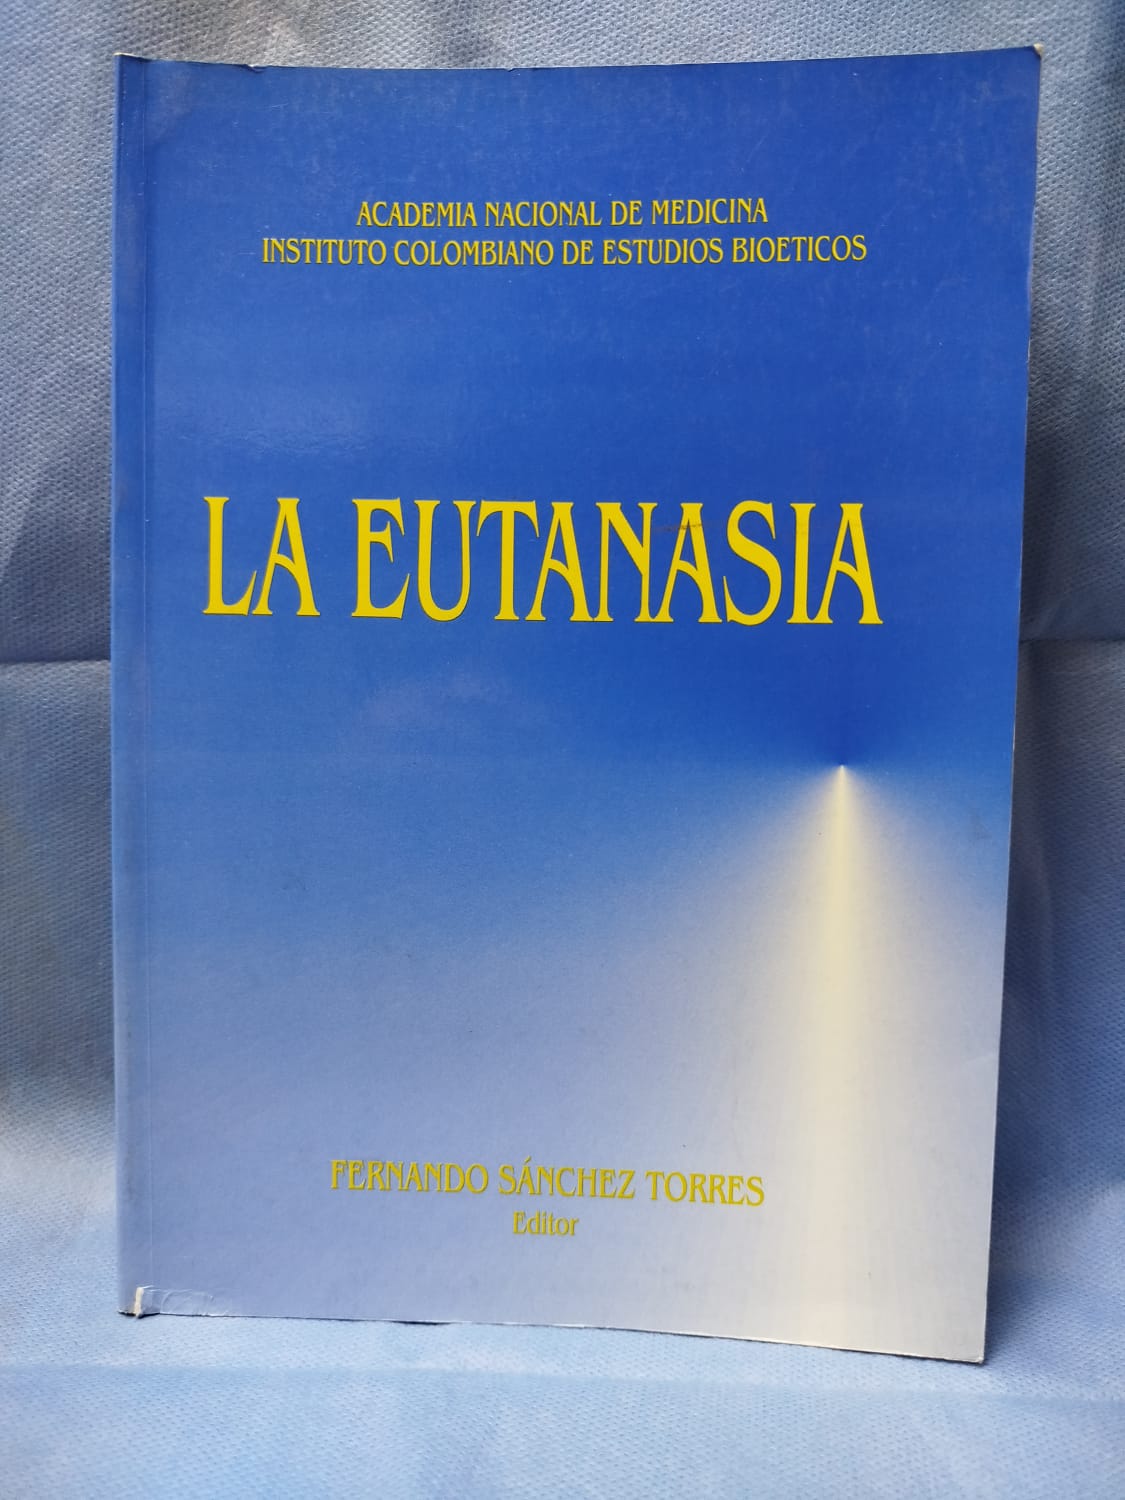 ACADEMIA NACIONAL DE MEDICINA
INSTITUTO COLOMBIANO DE ESTUDIOS BIOETICOS
LA EUTANASIA
FERNANDO SÁNCHEZ TORRES
Editor